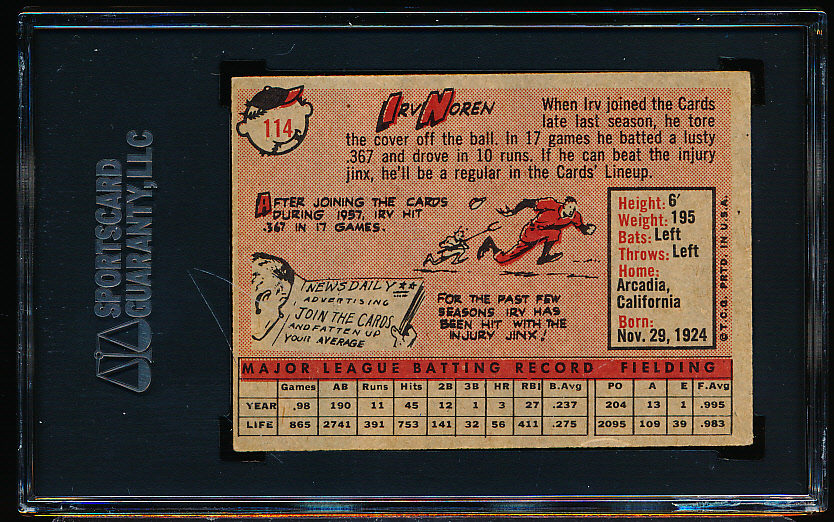 SPORTSCARD
GUARANTY, LLC
114
IRV NOREN
When Irv joined the Cards
late last season, he tore
the cover off the ball. In 17 games he batted a lusty
.367 and drove in 10 runs. If he can beat the injury
jinx, he'll be a regular in the Cards' Lineup.
AFTER JOINING THE CARDS
DURING 1957, IRV HIT
.367 IN 17 GAMES.
NEWS DAILY **
ADVERTISING
JOIN THE CARDS
AND FATTEN UP
YOUR AVERAGE
FOR THE PAST FEW
SEASONS IRV HAS
BEEN HIT WITH THE
INJURY JINX!
Height: 6'
Weight: 195
Bats: Left
Throws: Left
Home:
Arcadia,
California
Born:
Nov. 29, 1924
© T.C.G. PRTD. IN U.S.A.
MAJOR LEAGUE BATTING RECORD FIELDING
Games AB Runs Hits 2B 3B HR RBI B.Avg PO A E F.Avg
YEAR .98 190 11 45 12 1 3 27 .237 204 13 1 .995
LIFE 865 2741 391 753 141 32 56 411 .275 2095 109 39 .983